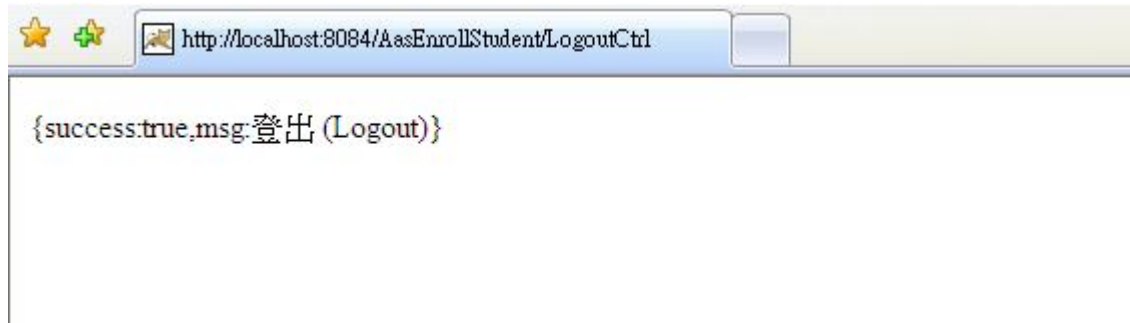 http://localhost:8084/AasEnrollStudent/LogoutCtrl
{success:true,msg:登出 (Logout)}